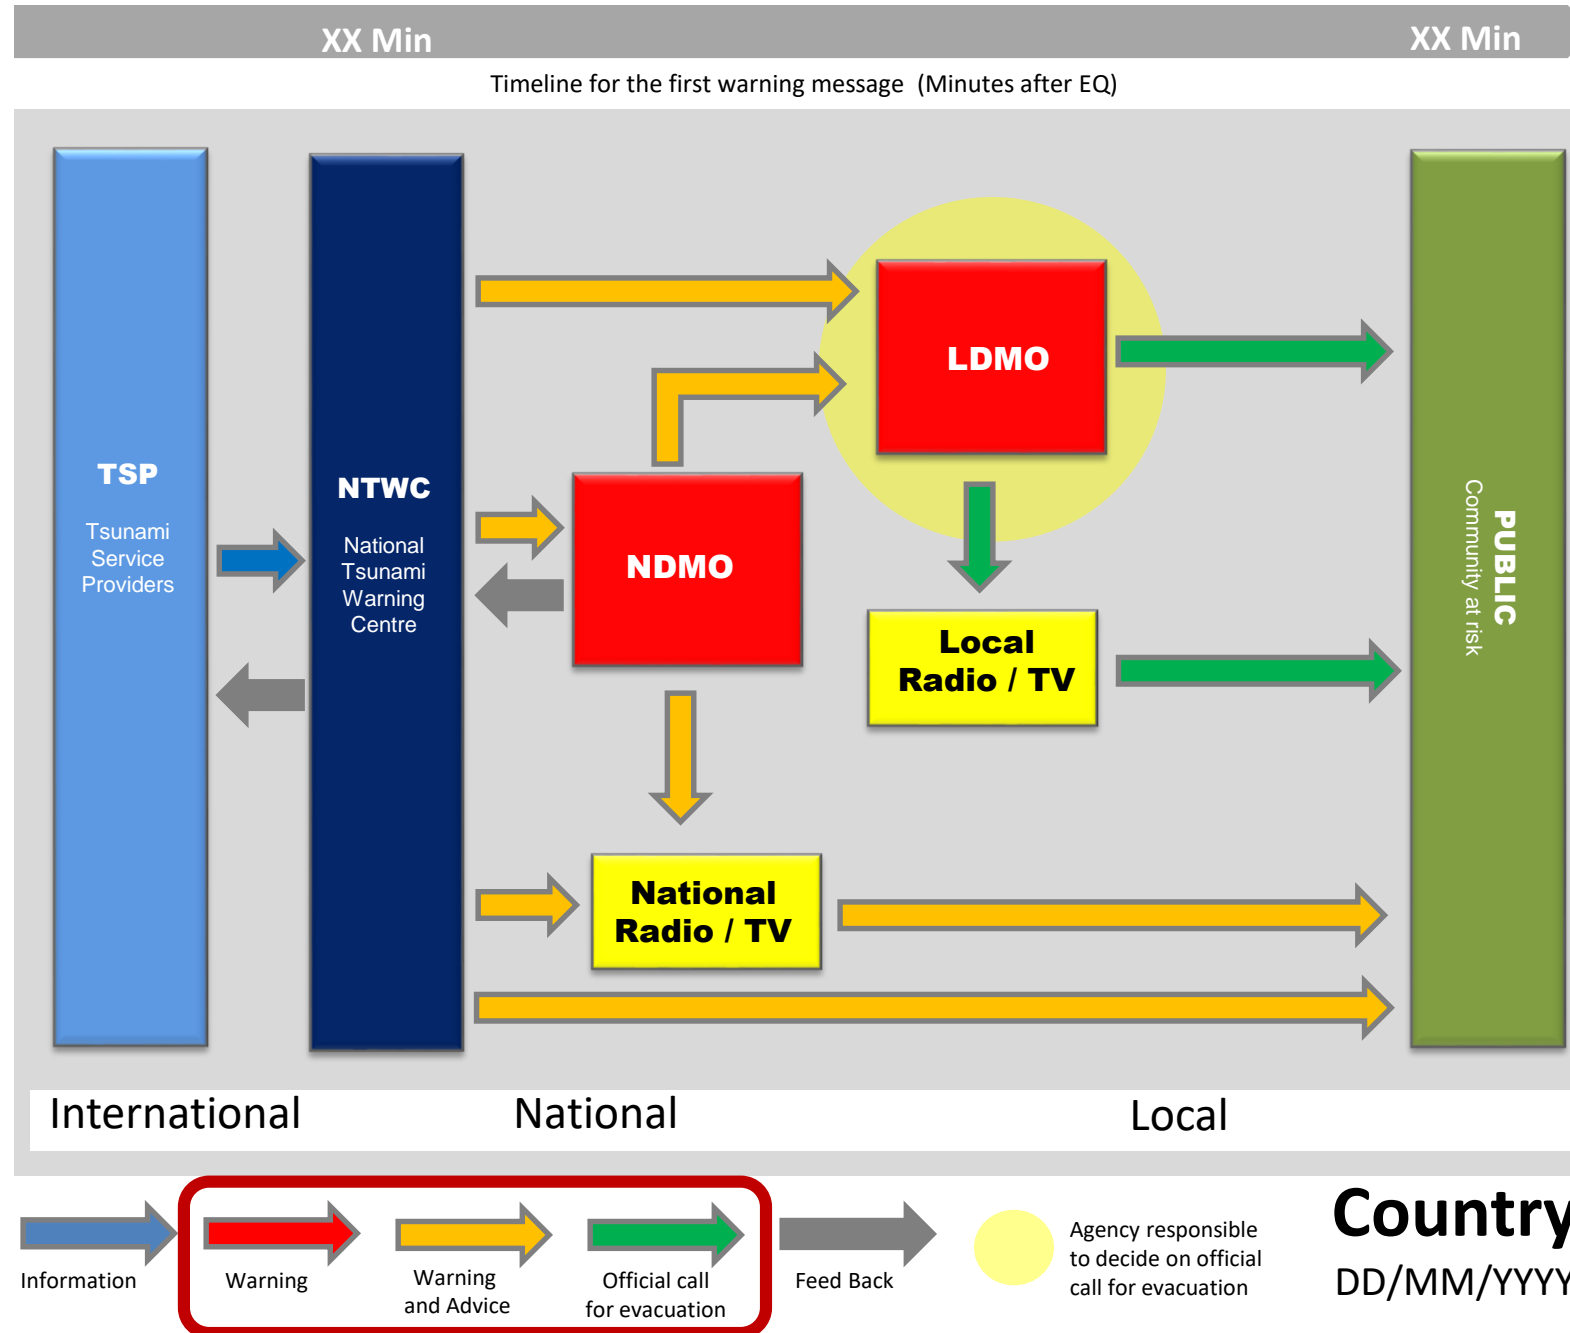 XX Min
XX Min
Timeline for the first warning message (Minutes after EQ)
TSP
Tsunami
Service
Providers
NTWC
National
Tsunami
Warning
Centre
NDMO
LDMO
Local
Radio / TV
National
Radio / TV
PUBLIC
Community at risk
International
National
Local
Information
Warning
Warning
and Advice
Official call
for evacuation
Feed Back
Agency responsible
to decide on official
call for evacuation
Country
DD/MM/YYYY